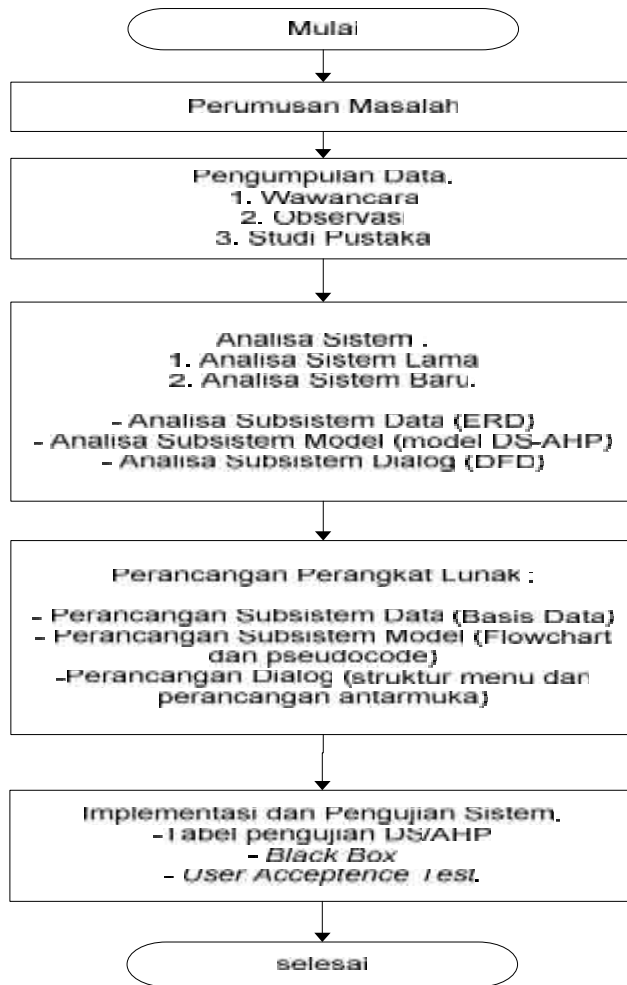 Mulai
Perumusan Masalah
Pengumpulan Data.
1. Wawancara
2. Observasi
3. Studi Pustaka
Analisa Sistem :
1. Analisa Sistem Lama
2. Analisa Sistem Baru.
- Analisa Subsistem Data (ERD)
- Analisa Subsistem Model (model DS-AHP)
- Analisa Subsistem Dialog (DFD)
Perancangan Perangkat Lunak :
- Perancangan Subsistem Data (Basis Data)
- Perancangan Subsistem Model (Flowchart
dan pseudocode)
-Perancangan Dialog (struktur menu dan
perancangan antarmuka)
Implementasi dan Pengujian Sistem.
-Tabel pengujian DS/AHP
- Black Box
- User Acceptence Test.
selesai